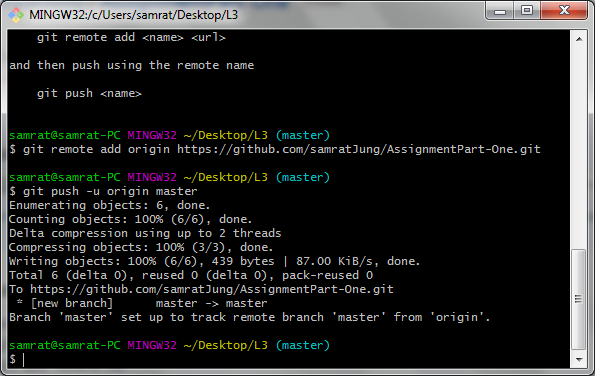 MINGW32:/c/Users/samrat/Desktop/L3
git remote add <name> <url>
and then push using the remote name
git push <name>
samrat@samrat-PC MINGW32 ~/Desktop/L3 (master)
$ git remote add origin https://github.com/samratJung/AssignmentPart-One.git
samrat@samrat-PC MINGW32 ~/Desktop/L3 (master)
$ git push -u origin master
Enumerating objects: 6, done.
Counting objects: 100% (6/6), done.
Delta compression using up to 2 threads
Compressing objects: 100% (3/3), done.
Writing objects: 100% (6/6), 439 bytes | 87.00 KiB/s, done.
Total 6 (delta 0), reused 0 (delta 0), pack-reused 0
To https://github.com/samratJung/AssignmentPart-One.git
 * [new branch]      master -> master
Branch 'master' set up to track remote branch 'master' from 'origin'.
samrat@samrat-PC MINGW32 ~/Desktop/L3 (master)
$